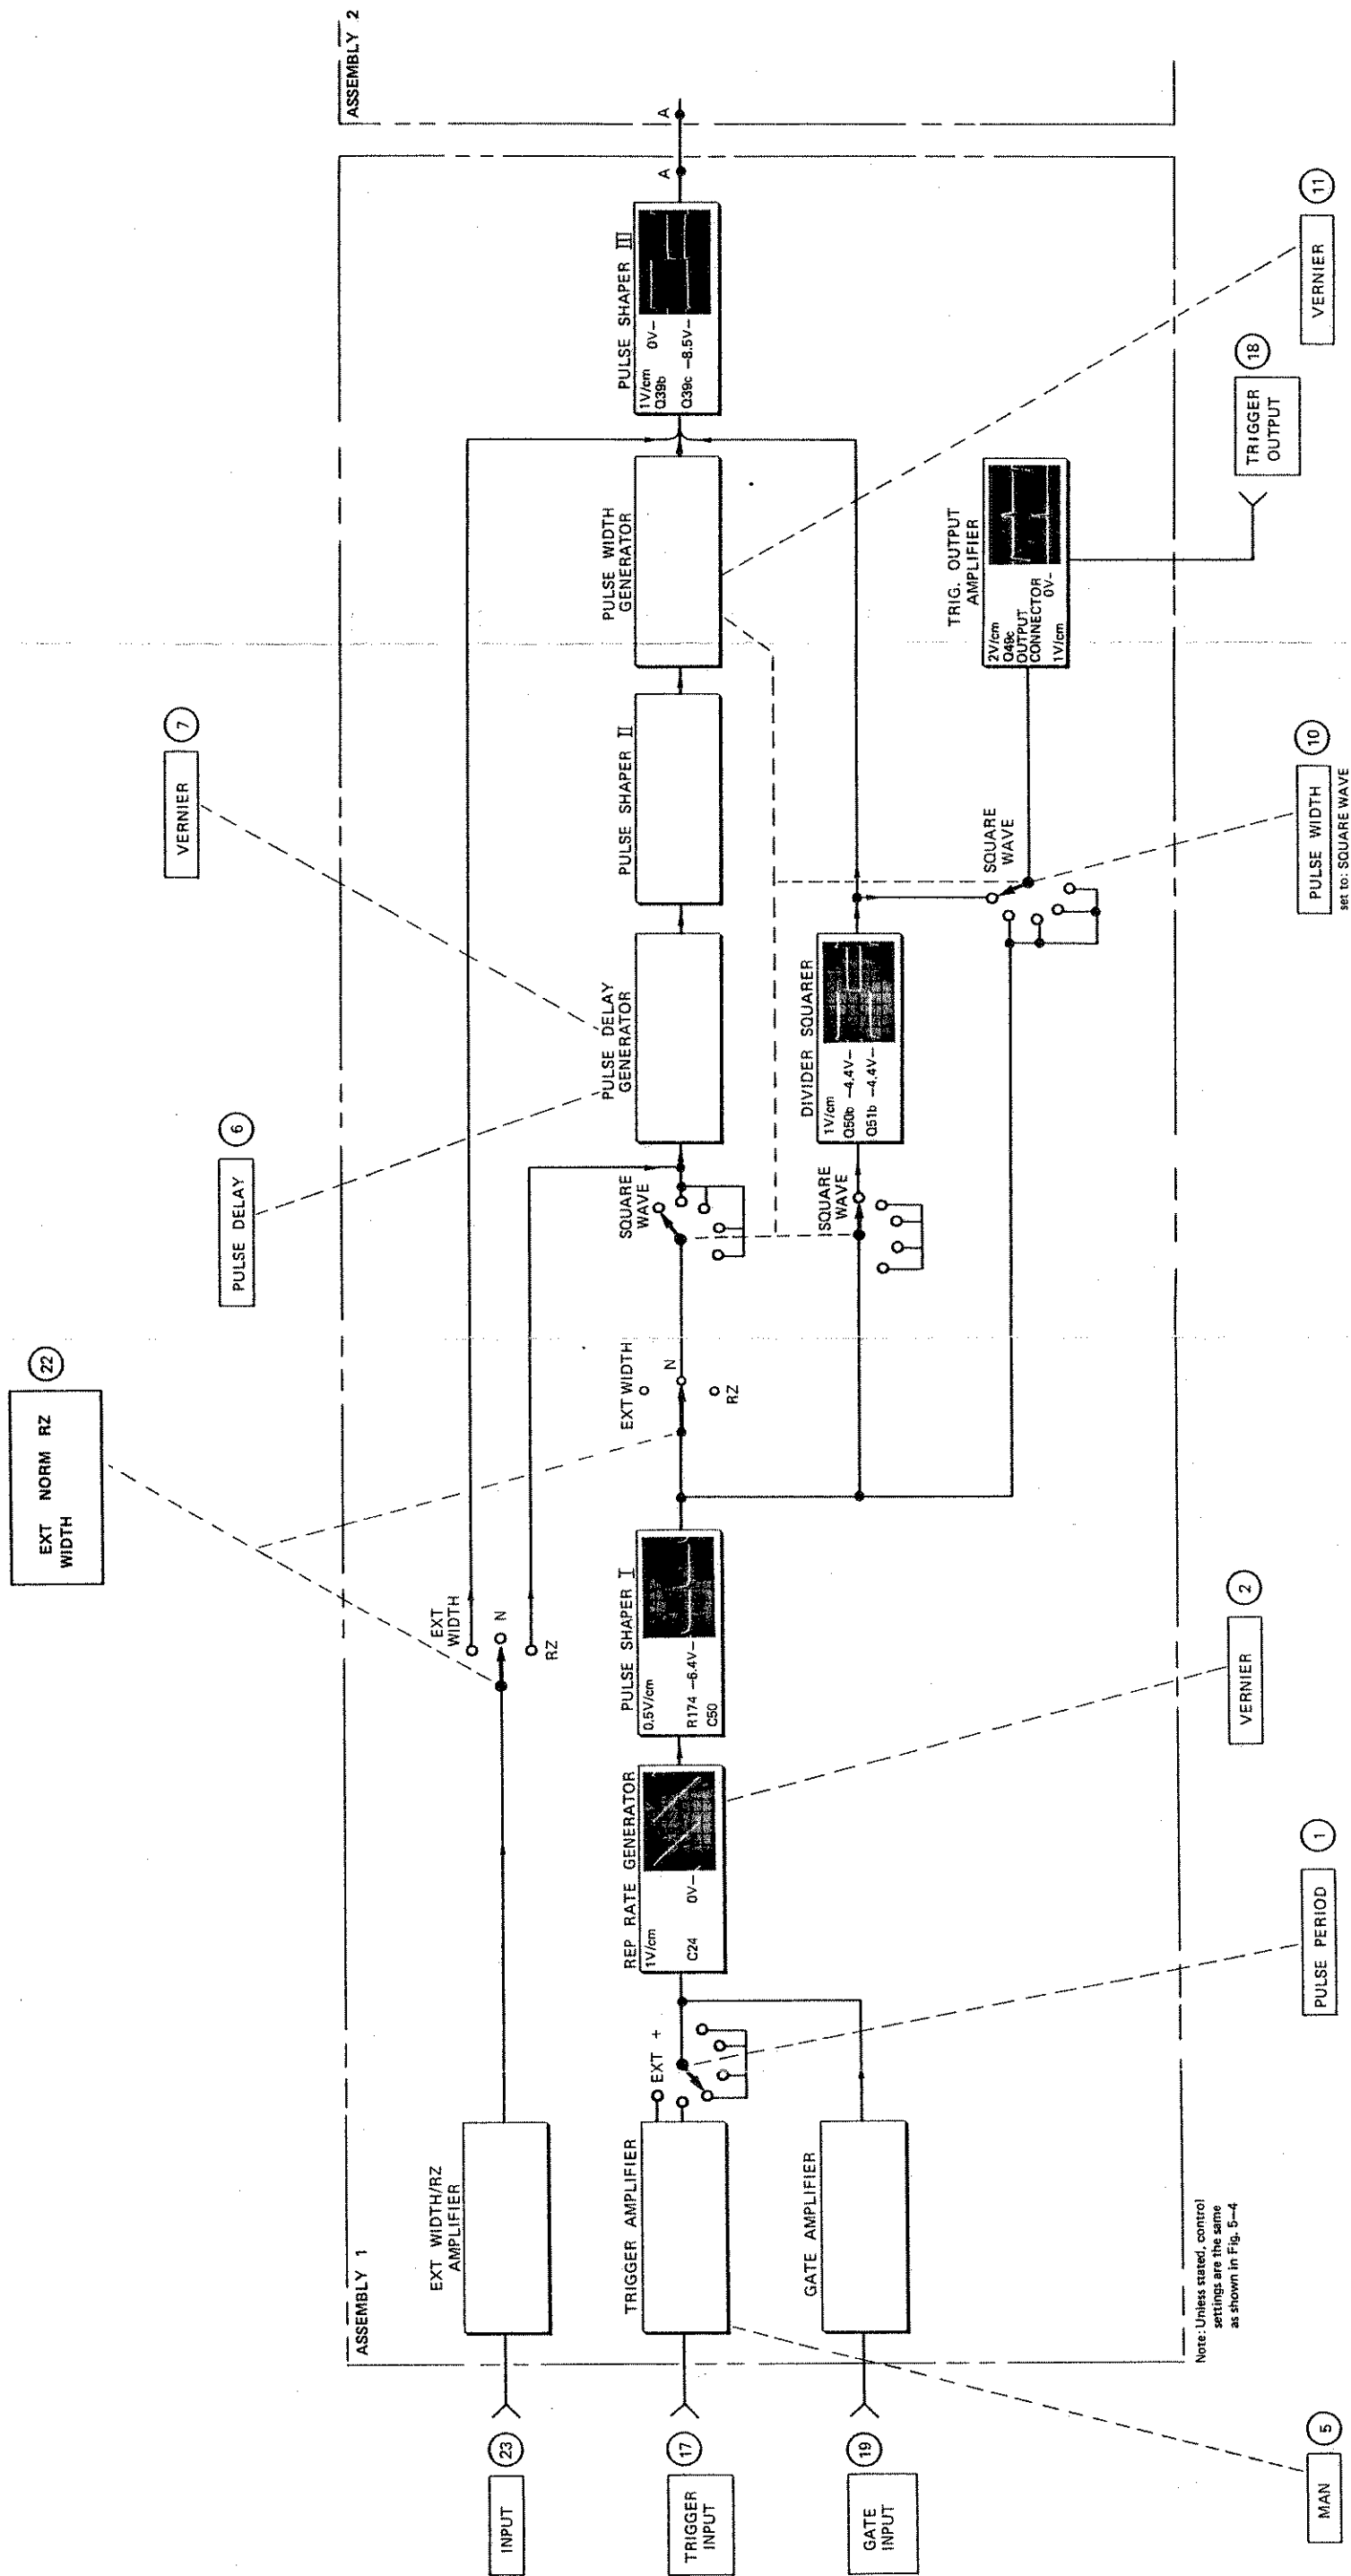 EXT NORM RZ
WIDTH
22
PULSE DELAY
6
VERNIER
7
ASSEMBLY 1
ASSEMBLY 2
INPUT
23
EXT WIDTH/RZ
AMPLIFIER
EXT
WIDTH
N
RZ
TRIGGER
INPUT
17
TRIGGER AMPLIFIER
EXT +
REP RATE GENERATOR
1V/cm
C24
0V–
PULSE SHAPER I
0.5V/cm
R174 –6.4V–
C50
EXT WIDTH
N
RZ
SQUARE
WAVE
PULSE DELAY
GENERATOR
PULSE SHAPER II
PULSE WIDTH
GENERATOR
PULSE SHAPER III
1V/cm
Q39b 0V–
Q39c –8.5V–
A
A
GATE
INPUT
19
GATE AMPLIFIER
SQUARE
WAVE
DIVIDER SQUARER
1V/cm
Q50b –4.4V–
Q51b –4.4V–
SQUARE
WAVE
TRIG. OUTPUT
AMPLIFIER
2V/cm
Q49c
OUTPUT
CONNECTOR
0V–
1V/cm
Note: Unless stated, control
settings are the same
as shown in Fig. 5–4
MAN
5
PULSE PERIOD
1
VERNIER
2
PULSE WIDTH
10
set to: SQUARE WAVE
TRIGGER
OUTPUT
18
VERNIER
11